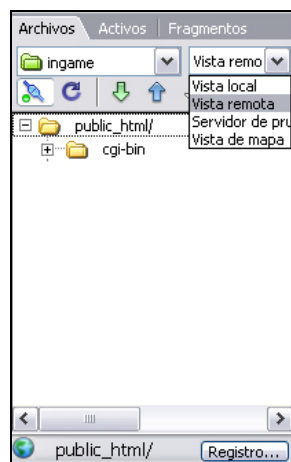 Archivos Activos Fragmentos
ingame Vista remo
Vista local
Vista remota
Servidor de pru
Vista de mapa
public_html/
cgi-bin
public_html/ Registro...